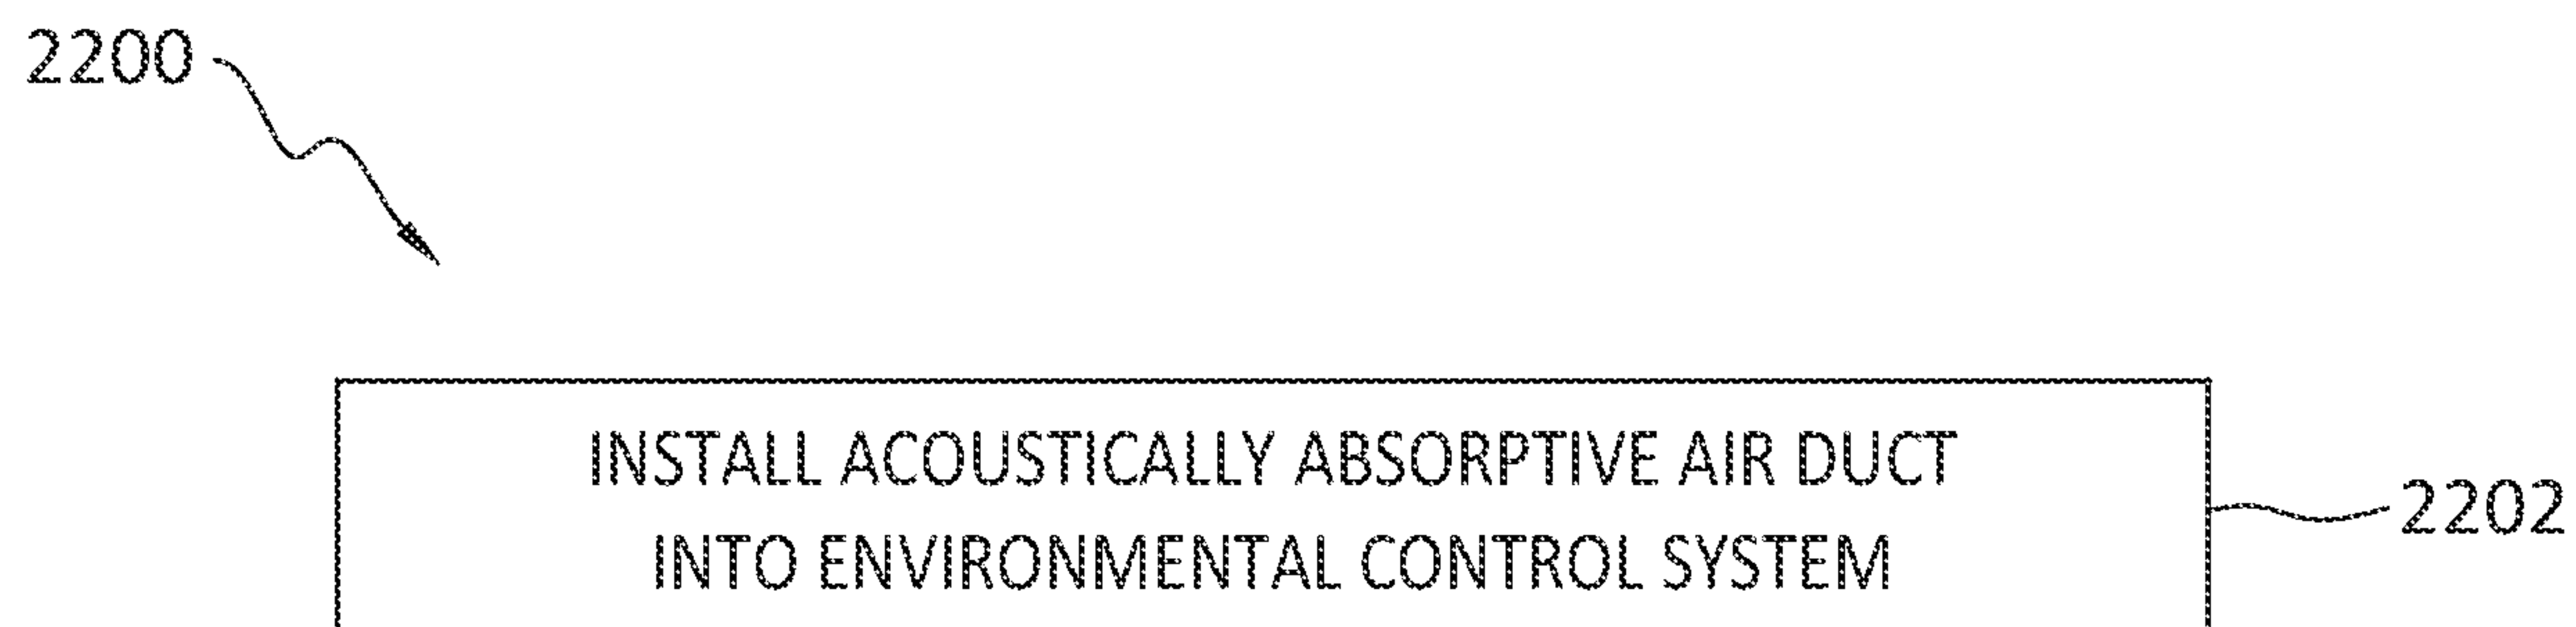 2200
INSTALL ACOUSTICALLY ABSORPTIVE AIR DUCT
INTO ENVIRONMENTAL CONTROL SYSTEM
2202